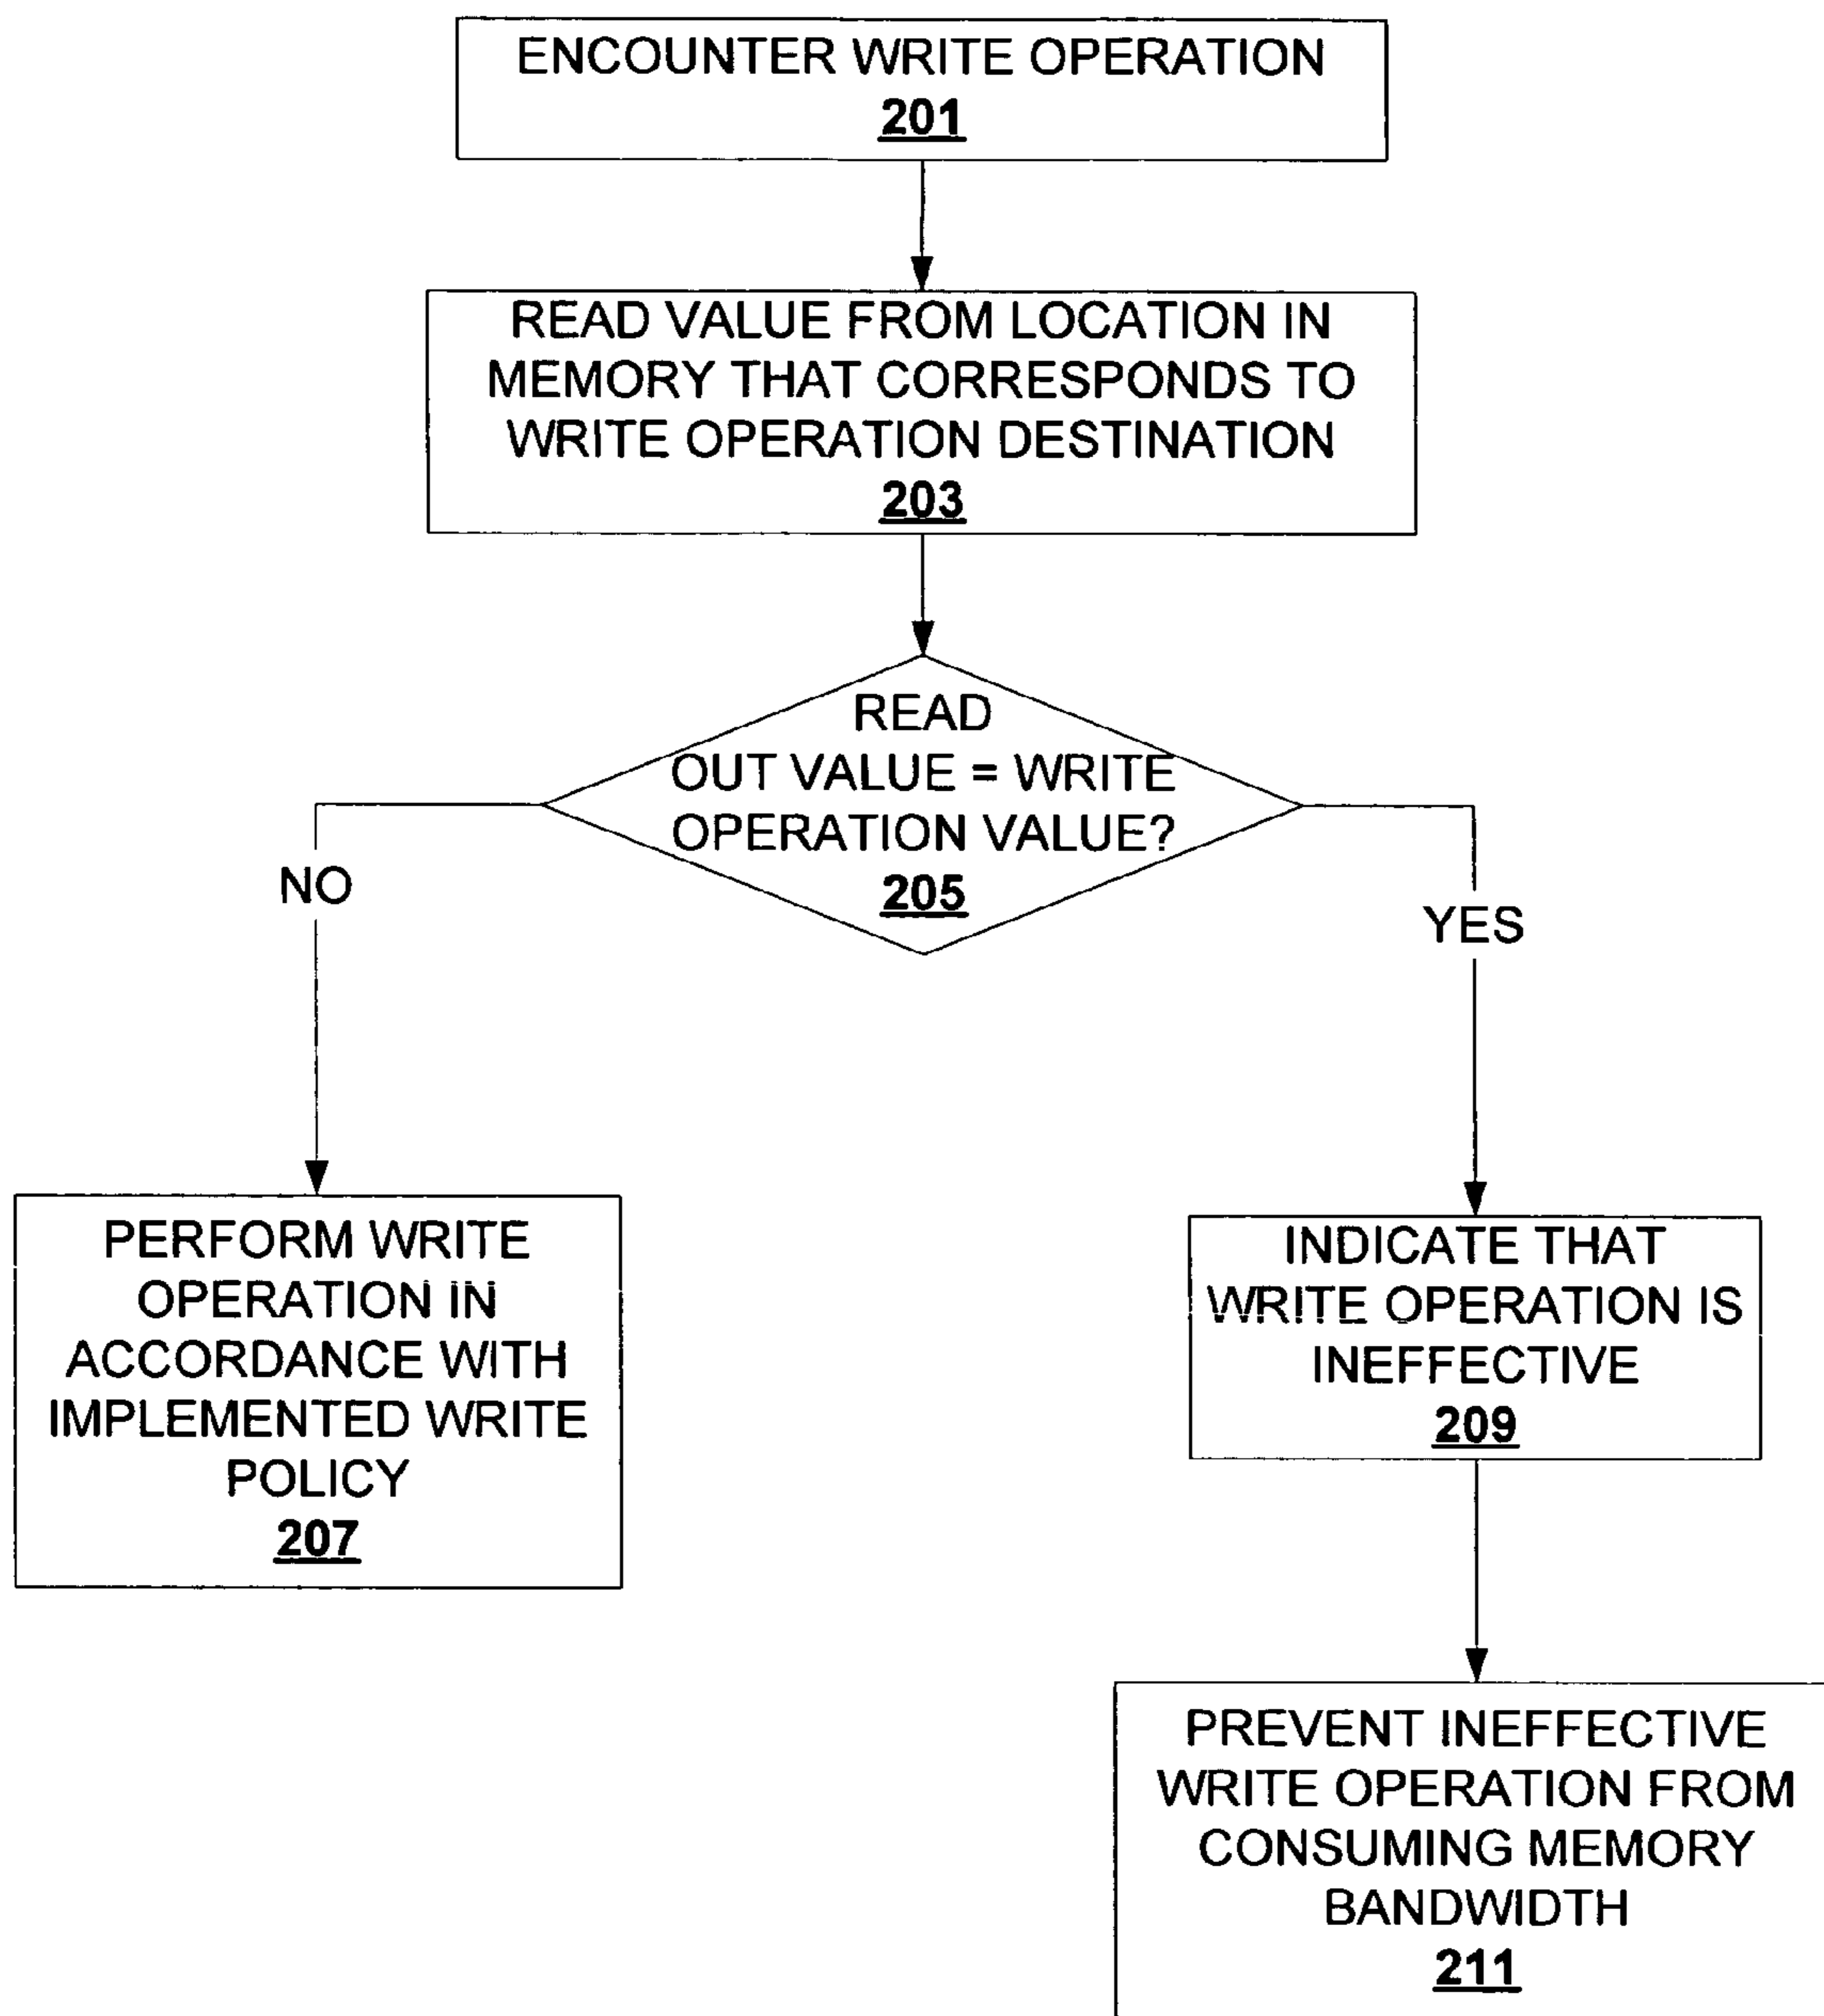 ENCOUNTER WRITE OPERATION
201
READ VALUE FROM LOCATION IN
MEMORY THAT CORRESPONDS TO
WRITE OPERATION DESTINATION
203
READ
OUT VALUE = WRITE
OPERATION VALUE?
205
NO
YES
PERFORM WRITE
OPERATION IN
ACCORDANCE WITH
IMPLEMENTED WRITE
POLICY
207
INDICATE THAT
WRITE OPERATION IS
INEFFECTIVE
209
PREVENT INEFFECTIVE
WRITE OPERATION FROM
CONSUMING MEMORY
BANDWIDTH
211